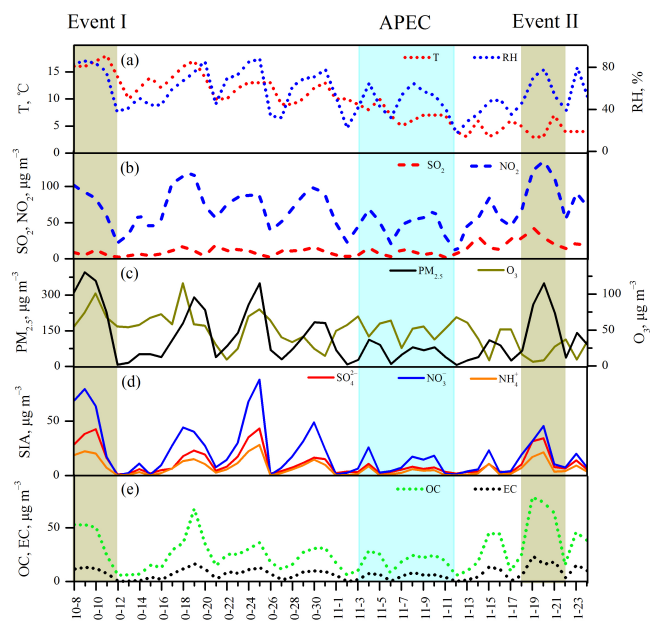 Event I APEC Event II
(a) T RH
15 10 5 0
T, ℃
80 40 0
RH, %
(b) SO2 NO2
100 50 0
SO2, NO2, μg m−3
(c) PM2.5 O3
300 150 0
PM2.5, μg m−3
100 50 0
O3, μg m−3
(d) SO4 2− NO3 − NH4 +
50 0
SIA, μg m−3
(e) OC EC
50 0
OC, EC, μg m−3
10-8 0-10 0-12 0-14 0-16 0-18 0-20 0-22 0-24 0-26 0-28 0-30 11-1 11-3 11-5 11-7 11-9 1-11 1-13 1-15 1-17 1-19 1-21 1-23